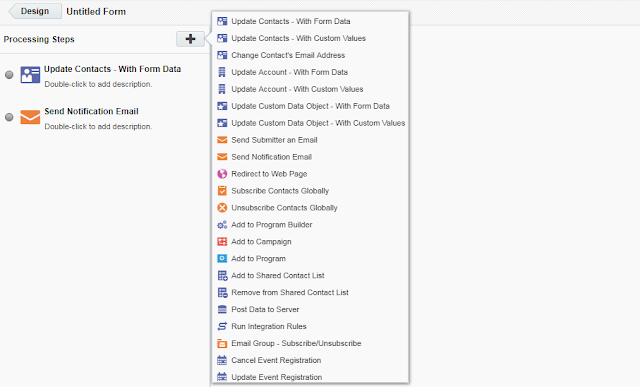 Design
Untitled Form
Processing Steps
Update Contacts - With Form Data
Double-click to add description.
Send Notification Email
Double-click to add description.
Update Contacts - With Form Data
Update Contacts - With Custom Values
Change Contact's Email Address
Update Account - With Form Data
Update Account - With Custom Values
Update Custom Data Object - With Form Data
Update Custom Data Object - With Custom Values
Send Submitter an Email
Send Notification Email
Redirect to Web Page
Subscribe Contacts Globally
Unsubscribe Contacts Globally
Add to Program Builder
Add to Campaign
Add to Program
Add to Shared Contact List
Remove from Shared Contact List
Post Data to Server
Run Integration Rules
Email Group - Subscribe/Unsubscribe
Cancel Event Registration
Update Event Registration